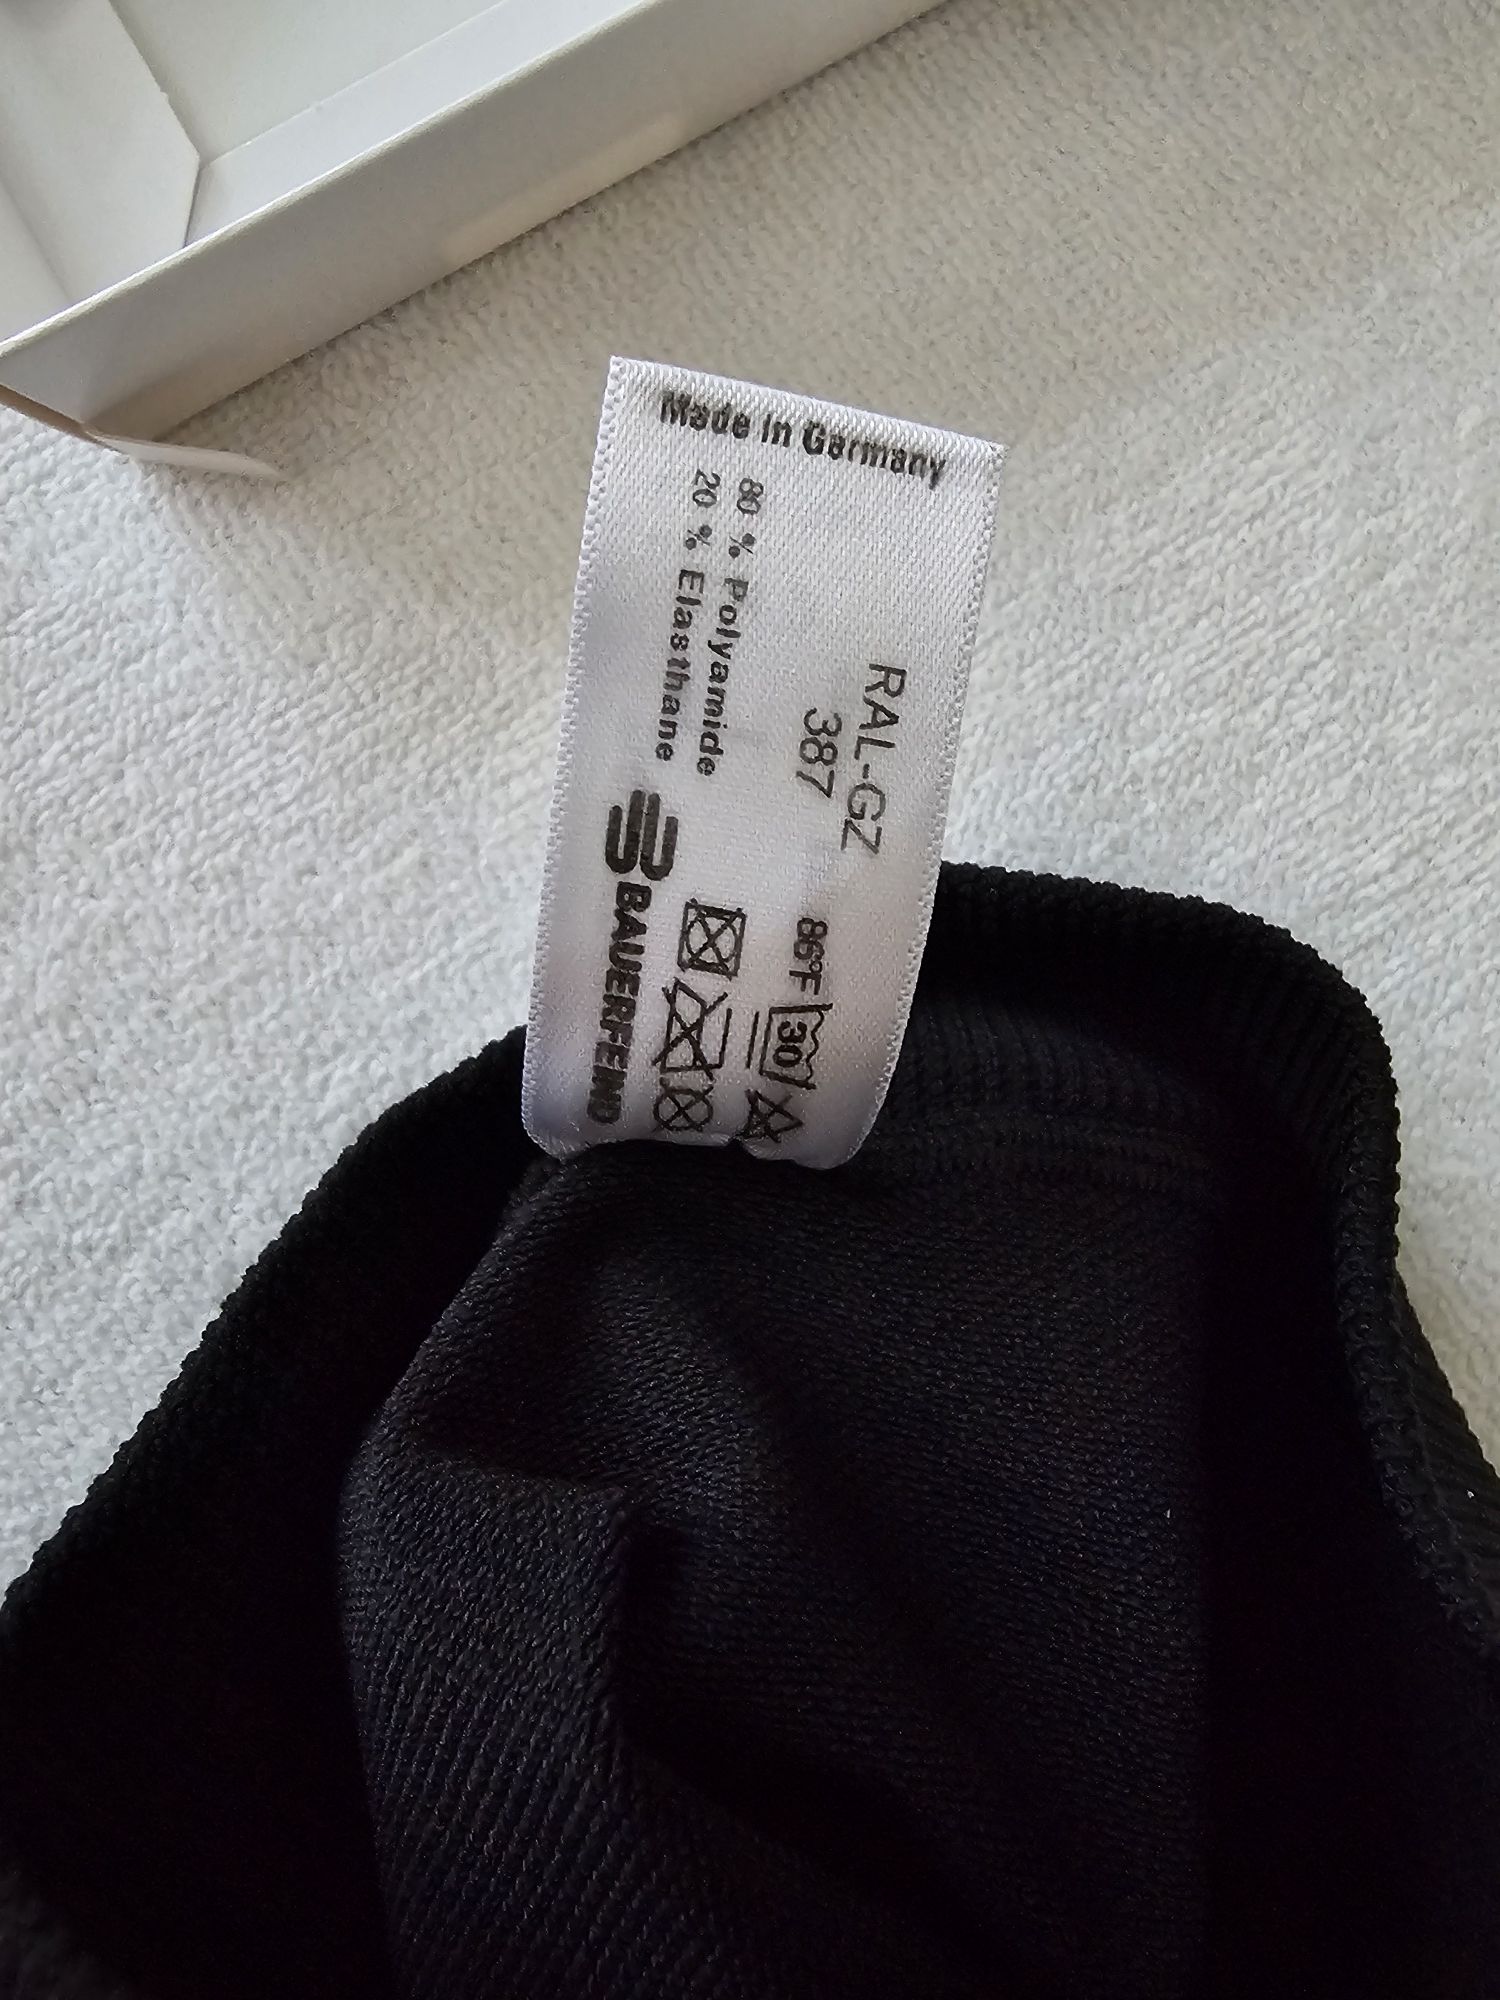 Made in Germany
80 % Polyamide
20 % Elasthane
RAL-GZ
387
BAUERFEIND
86°F
30